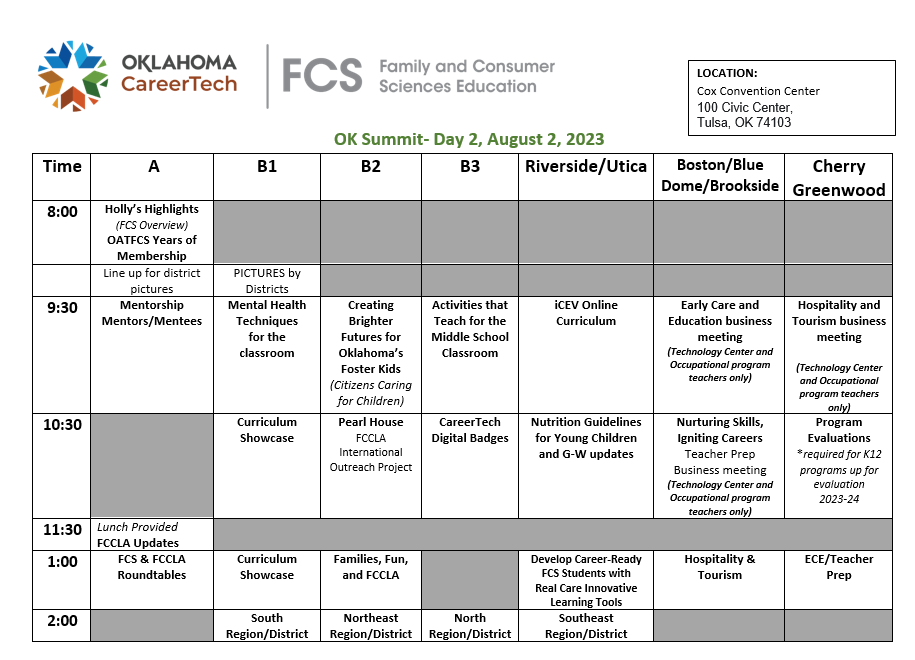 OKLAHOMA
CareerTech
FCS
Family and Consumer
Sciences Education
LOCATION:
Cox Convention Center
100 Civic Center,
Tulsa, OK 74103
OK Summit- Day 2, August 2, 2023
Time
A
B1
B2
B3
Riverside/Utica
Boston/Blue
Dome/Brookside
Cherry
Greenwood
8:00
Holly's Highlights
(FCS Overview)
OATFCS Years of
Membership
Line up for district
pictures
PICTURES by
Districts
9:30
Mentorship
Mentors/Mentees
Mental Health
Techniques
for the
classroom
Creating
Brighter
Futures for
Oklahoma's
Foster Kids
(Citizens Caring
for Children)
Activities that
Teach for the
Middle School
Classroom
iCEV Online
Curriculum
Early Care and
Education business
meeting
(Technology Center and
Occupational program
teachers only)
Hospitality and
Tourism business
meeting
(Technology Center
and Occupational
program teachers
only)
10:30
Curriculum
Showcase
Pearl House
FCCLA
International
Outreach Project
CareerTech
Digital Badges
Nutrition Guidelines
for Young Children
and G-W updates
Nurturing Skills,
Igniting Careers
Teacher Prep
Business meeting
(Technology Center and
Occupational program
teachers only)
Program
Evaluations
*required for K12
programs up for
evaluation
2023-24
11:30
Lunch Provided
FCCLA Updates
1:00
FCS & FCCLA
Roundtables
Curriculum
Showcase
Families, Fun,
and FCCLA
Develop Career-Ready
FCS Students with
Real Care Innovative
Learning Tools
Hospitality &
Tourism
ECE/Teacher
Prep
2:00
South
Region/District
Northeast
Region/District
North
Region/District
Southeast
Region/District